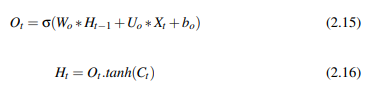 O_t = σ(W_o ∗ H_{t−1} + U_o ∗ X_t + b_o) (2.15)
H_t = O_t.tanh(C_t) (2.16)